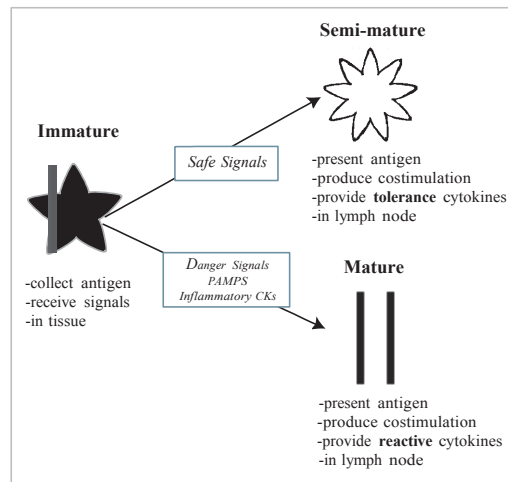 Semi-mature
Immature
Safe Signals
-present antigen
-produce costimulation
-provide tolerance cytokines
-in lymph node
Danger Signals
PAMPS
Inflammatory CKs
-collect antigen
-receive signals
-in tissue
Mature
-present antigen
-produce costimulation
-provide reactive cytokines
-in lymph node